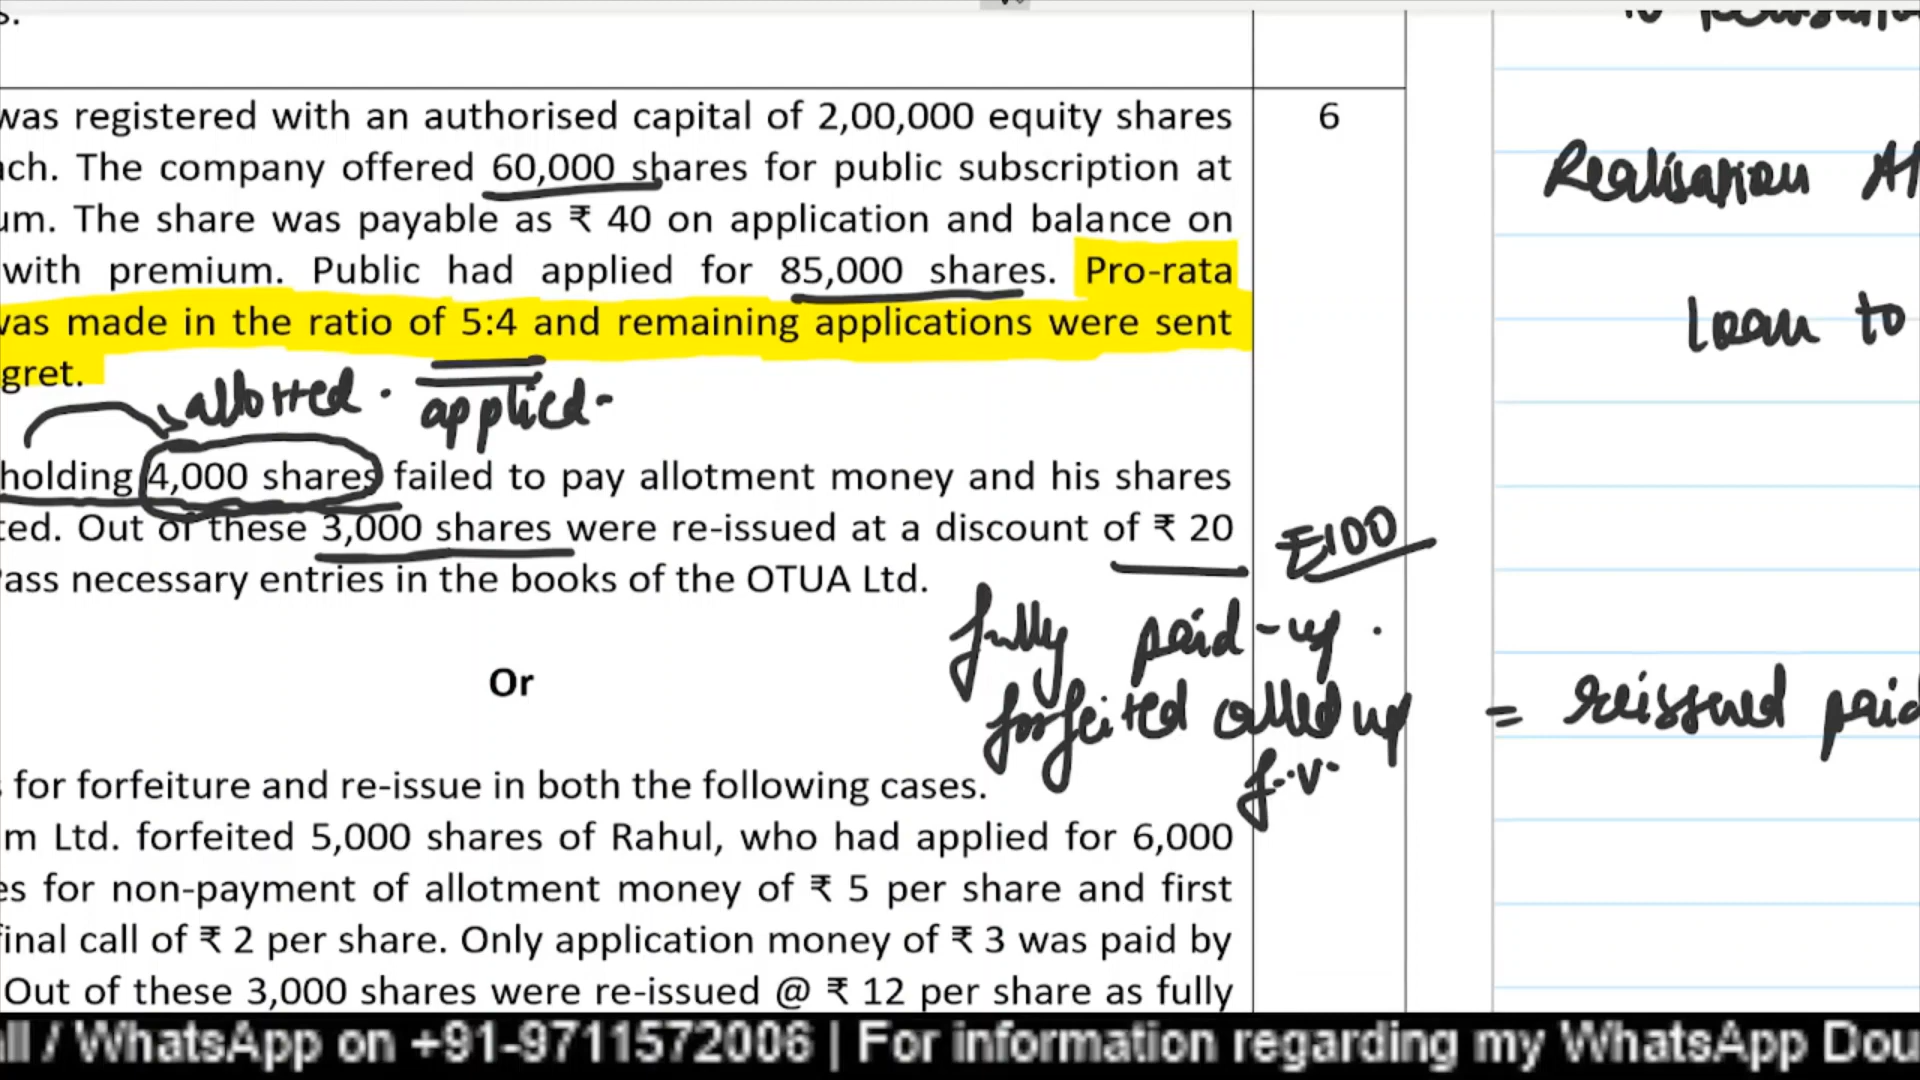 s.
was registered with an authorised capital of 2,00,000 equity shares
6
ach. The company offered 60,000 shares for public subscription at
Realisation A/
um. The share was payable as ₹ 40 on application and balance on
with premium. Public had applied for 85,000 shares. Pro-rata
was made in the ratio of 5:4 and remaining applications were sent
loan to
gret.
allotted. applied-
holding 4,000 shares failed to pay allotment money and his shares
ted. Out of these 3,000 shares were re-issued at a discount of ₹ 20
₹100
Pass necessary entries in the books of the OTUA Ltd.
fully paid-up.
Or
forfeited called up = reissued paid
f.v.
s for forfeiture and re-issue in both the following cases.
m Ltd. forfeited 5,000 shares of Rahul, who had applied for 6,000
es for non-payment of allotment money of ₹ 5 per share and first
final call of ₹ 2 per share. Only application money of ₹ 3 was paid by
Out of these 3,000 shares were re-issued @ ₹ 12 per share as fully
all / WhatsApp on +91-9711572006 | For information regarding my WhatsApp Dou